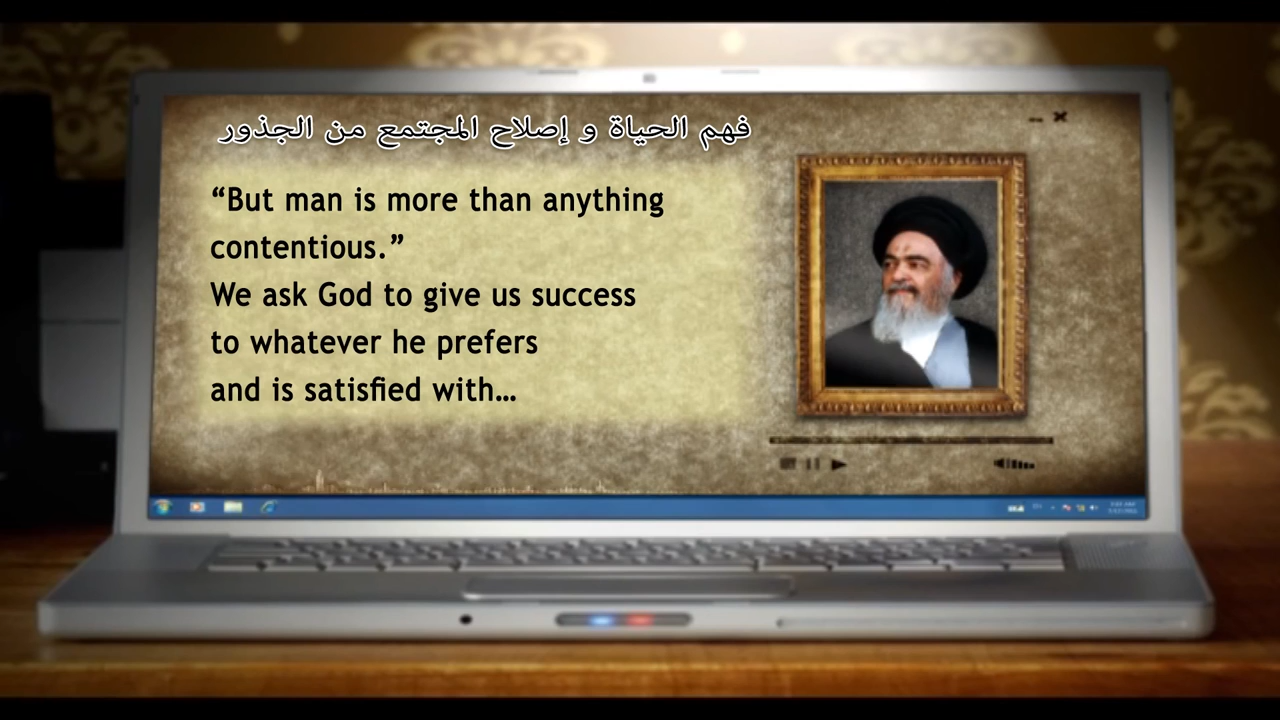 فهم الحياة و إصلاح المجتمع من الجذور
“But man is more than anything
contentious.”
We ask God to give us success
to whatever he prefers
and is satisfied with…